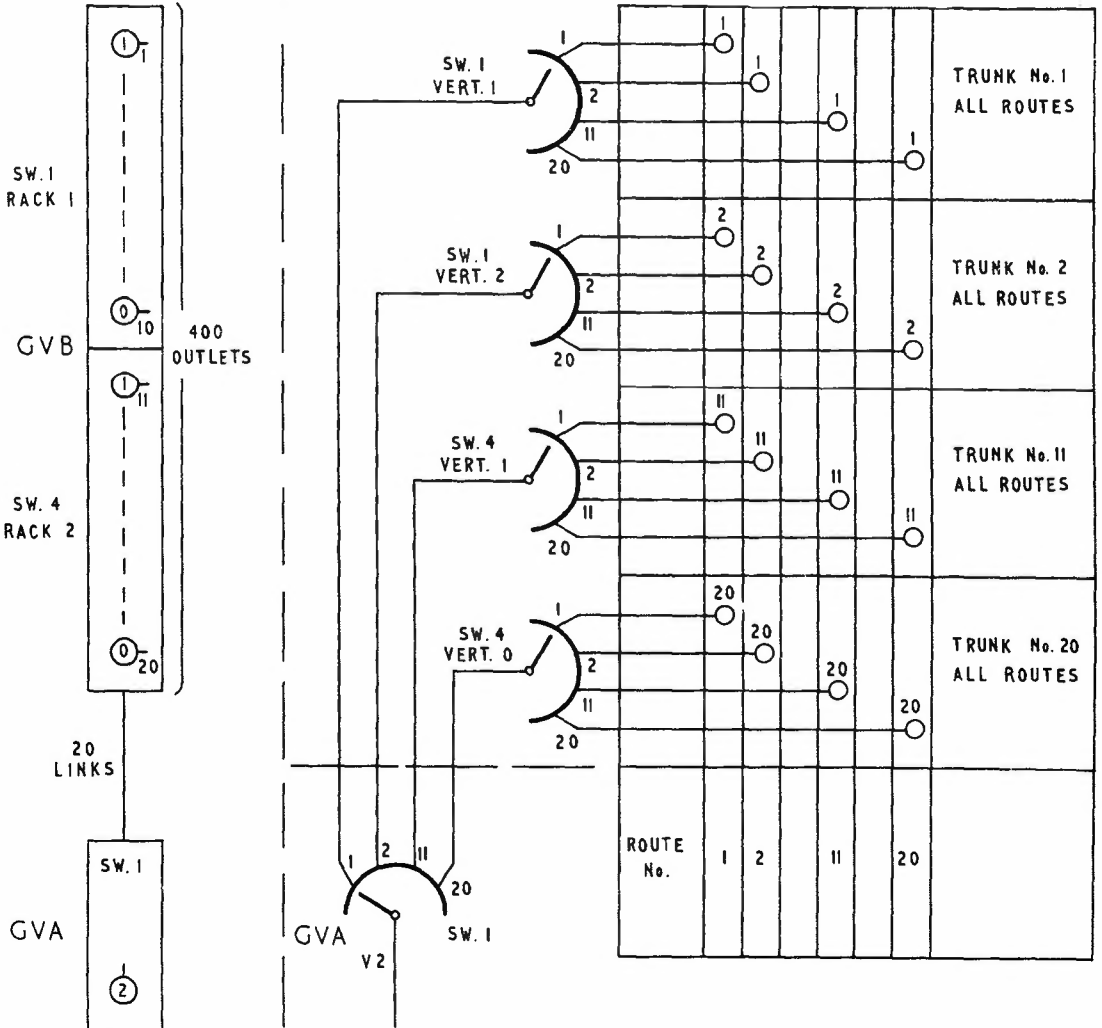 1
1
SW. 1
RACK 1
0
10
GVB
400
OUTLETS
1
11
SW. 4
RACK 2
0
20
20
LINKS
SW. 1
GVA
2
SW. 1
VERT. 1
1
2
11
20
1
1
1
1
TRUNK No. 1
ALL ROUTES
SW. 1
VERT. 2
1
2
11
20
2
2
2
2
TRUNK No. 2
ALL ROUTES
SW. 4
VERT. 1
1
2
11
20
11
11
11
11
TRUNK No. 11
ALL ROUTES
SW. 4
VERT. 0
1
2
11
20
20
20
20
20
TRUNK No. 20
ALL ROUTES
1
2
11
20
GVA
SW. 1
V2
ROUTE
No.
1
2
11
20